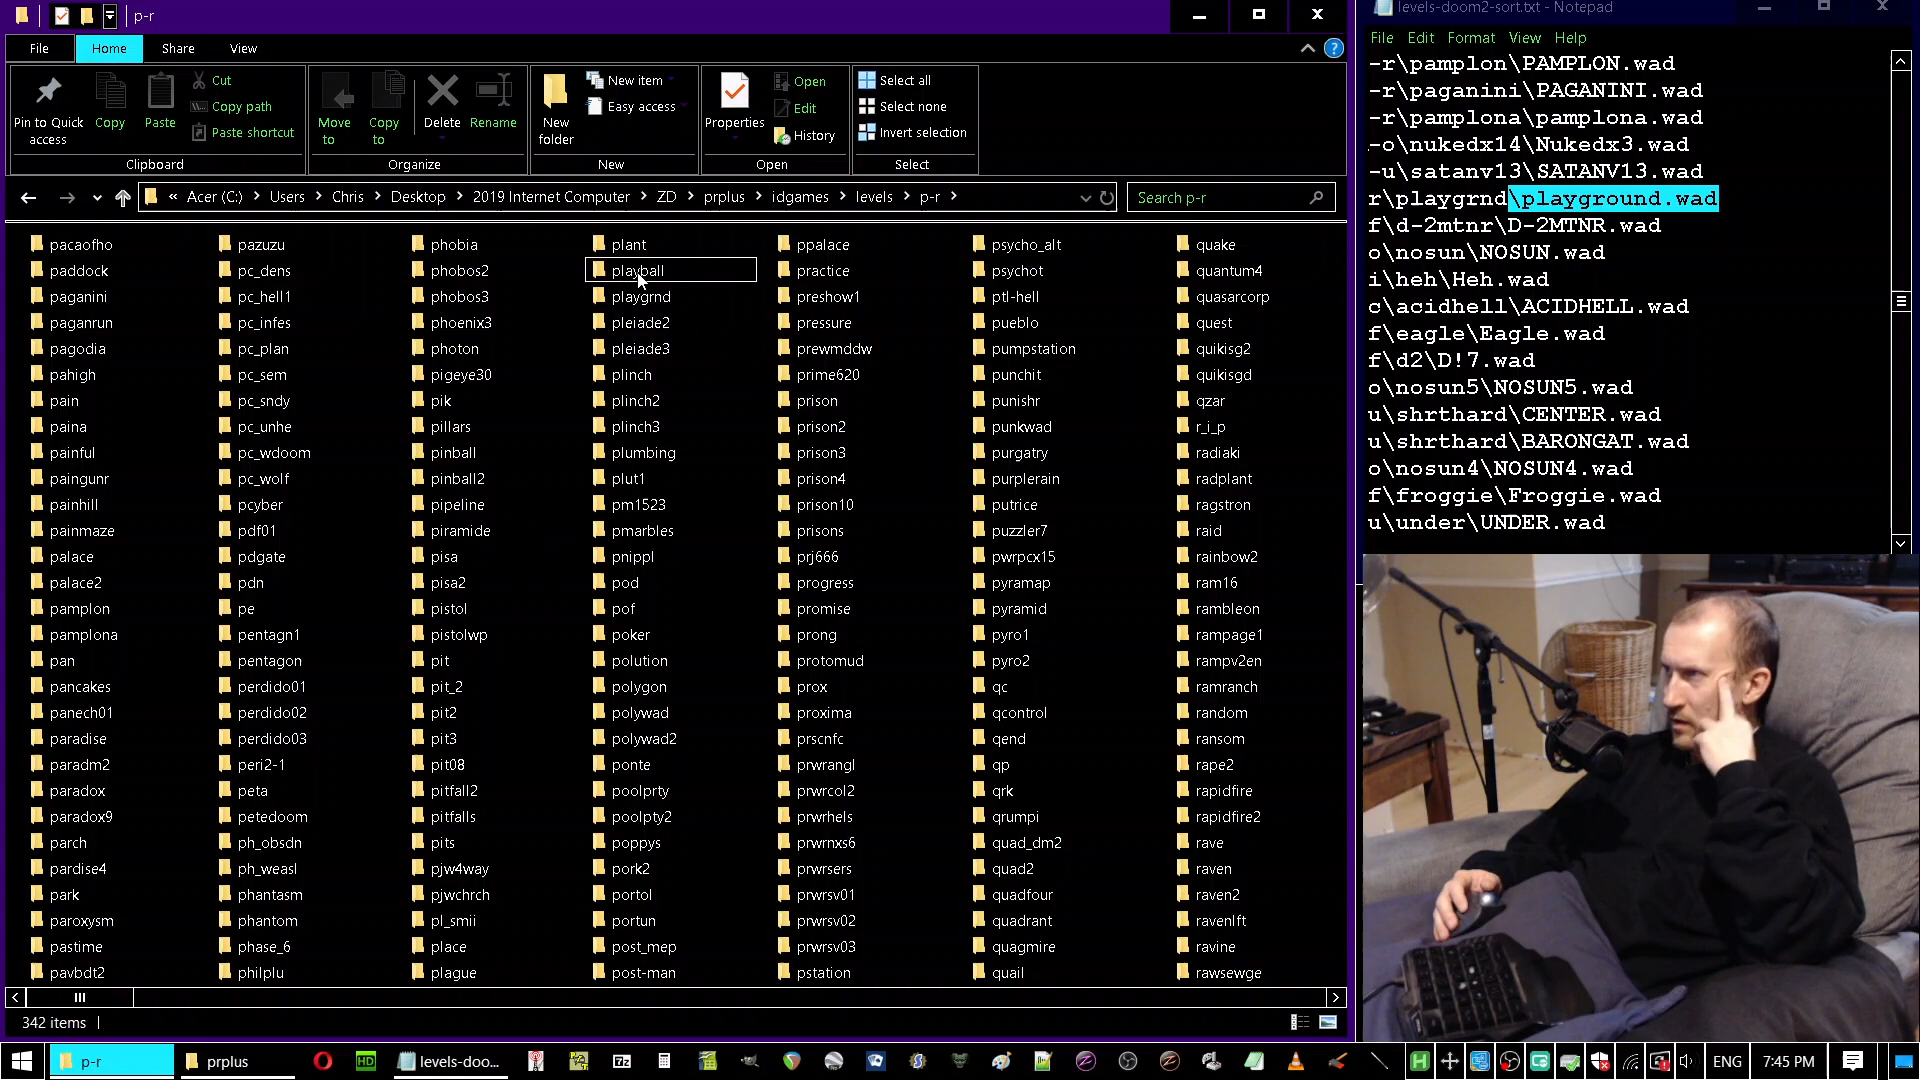 p-r
File Home Share View
Pin to Quick access
Copy
Paste
Cut
Copy path
Paste shortcut
Clipboard
Move to
Copy to
Delete
Rename
Organize
New folder
New item
Easy access
New
Properties
Open
Edit
History
Open
Select all
Select none
Invert selection
Select
« Acer (C:) > Users > Chris > Desktop > 2019 Internet Computer > ZD > prplus > idgames > levels > p-r >
Search p-r
pacaofho
paddock
paganini
paganrun
pagodia
pahigh
pain
paina
painful
paingunr
painhill
painmaze
palace
palace2
pamplon
pamplona
pan
pancakes
panech01
paradise
paradm2
paradox
paradox9
parch
pardise4
park
paroxysm
pastime
pavbdt2
pazuzu
pc_dens
pc_hell1
pc_infes
pc_plan
pc_sem
pc_sndy
pc_unhe
pc_wdoom
pc_wolf
pcyber
pdf01
pdgate
pdn
pe
pentagn1
pentagon
perdido01
perdido02
perdido03
peri2-1
peta
petedoom
ph_obsdn
ph_weasl
phantasm
phantom
phase_6
philplu
phobia
phobos2
phobos3
phoenix3
photon
pigeye30
pik
pillars
pinball
pinball2
pipeline
piramide
pisa
pisa2
pistol
pistolwp
pit
pit_2
pit2
pit3
pit08
pitfall2
pitfalls
pits
pjw4way
pjwchrch
pl_smii
place
plague
plant
playball
playgrnd
pleiade2
pleiade3
plinch
plinch2
plinch3
plumbing
plut1
pm1523
pmarbles
pnippl
pod
pof
poker
polution
polygon
polywad
polywad2
ponte
poolprty
poolpty2
poppys
pork2
portol
portun
post_mep
post-man
ppalace
practice
preshow1
pressure
prewmddw
prime620
prison
prison2
prison3
prison4
prison10
prisons
prj666
progress
promise
prong
protomud
prox
proxima
prscnfc
prwrangl
prwrcol2
prwrhels
prwrnxs6
prwrsers
prwrsv01
prwrsv02
prwrsv03
pstation
psycho_alt
psychot
ptl-hell
pueblo
pumpstation
punchit
punishr
punkwad
purgatry
purplerain
putrice
puzzler7
pwrpcx15
pyramap
pyramid
pyro1
pyro2
qc
qcontrol
qend
qp
qrk
qrumpi
quad_dm2
quad2
quadfour
quadrant
quagmire
quail
quake
quantum4
quasarcorp
quest
quikisg2
quikisgd
qzar
r_i_p
radiaki
radplant
ragstron
raid
rainbow2
ram16
rambleon
rampage1
rampv2en
ramranch
random
ransom
rape2
rapidfire
rapidfire2
rave
raven
raven2
ravenlft
ravine
rawsewge
342 items
levels-doom2-sort.txt - Notepad
File Edit Format View Help
-r\pamplon\PAMPLON.wad
-r\paganini\PAGANINI.wad
-r\pamplona\pamplona.wad
-o\nukedx14\Nukedx3.wad
-u\satanv13\SATANV13.wad
r\playgrnd\playground.wad
f\d-2mtnr\D-2MTNR.wad
o\nosun\NOSUN.wad
i\heh\Heh.wad
c\acidhell\ACIDHELL.wad
f\eagle\Eagle.wad
f\d2\D!7.wad
o\nosun5\NOSUN5.wad
u\shrthard\CENTER.wad
u\shrthard\BARONGAT.wad
o\nosun4\NOSUN4.wad
f\froggie\Froggie.wad
u\under\UNDER.wad
p-r
prplus
HD
levels-doo...
7z
ENG
7:45 PM